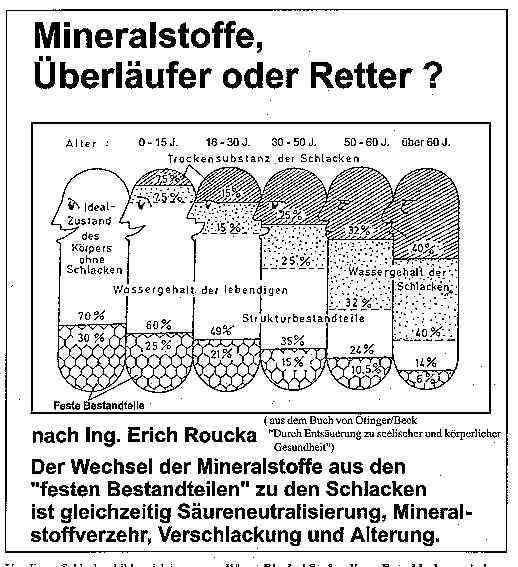 Mineralstoffe,
Überläufer oder Retter ?
Alter : 0 - 15 J. 16 - 30 J. 30 - 50 J. 50 - 60 J. über 60 J.
Trockensubstanz der Schlacken
7,5% 15% 25% 32% 40%
Ideal-
Zustand
des
Körpers
ohne
Schlacken
7,5% 15% 25% 32% 40%
Wassergehalt der
Schlacken
Wassergehalt der lebendigen
Strukturbestandteile
70% 60% 49% 35% 24% 14%
30% 25% 21% 15% 10,5% 6%
Feste Bestandteile
nach Ing. Erich Roucka
( aus dem Buch von Ötinger/Beck
"Durch Entsäuerung zu seelischer und körperlicher
Gesundheit")
Der Wechsel der Mineralstoffe aus den
"festen Bestandteilen" zu den Schlacken
ist gleichzeitig Säureneutralisierung, Mineral-
stoffverzehr, Verschlackung und Alterung.